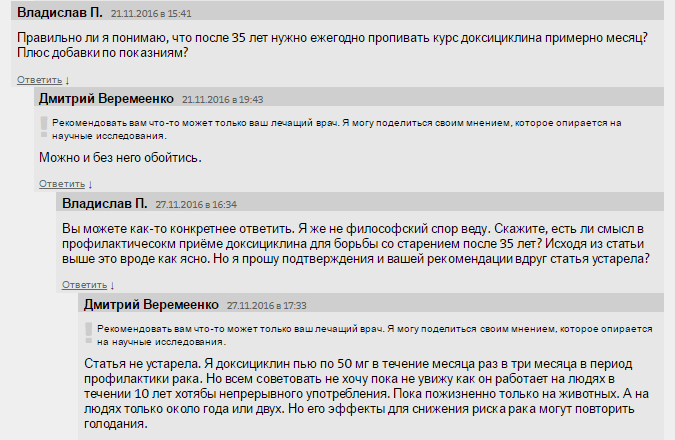 Владислав П. 21.11.2016 в 15:41
Правильно ли я понимаю, что после 35 лет нужно ежегодно пропивать курс доксициклина примерно месяц?
Плюс добавки по показниям?
Ответить ↓
Дмитрий Веремеенко 21.11.2016 в 19:43
! Рекомендовать вам что-то может только ваш лечащий врач. Я могу поделиться своим мнением, которое опирается на
научные исследования.
Можно и без него обойтись.
Ответить ↓
Владислав П. 27.11.2016 в 16:34
Вы можете как-то конкретнее ответить. Я же не философский спор веду. Скажите, есть ли смысл в
профилактичесокм приёме доксициклина для борьбы со старением после 35 лет? Исходя из статьи
выше это вроде как ясно. Но я прошу подтверждения и вашей рекомендации вдруг статья устарела?
Ответить ↓
Дмитрий Веремеенко 27.11.2016 в 17:33
! Рекомендовать вам что-то может только ваш лечащий врач. Я могу поделиться своим мнением, которое опирается
на научные исследования.
Статья не устарела. Я доксициклин пью по 50 мг в течение месяца раз в три месяца в период
профилактики рака. Но всем советовать не хочу пока не увижу как он работает на людях в
течении 10 лет хотябы непрерывного употребления. Пока пожизненно только на животных. А на
людях только около года или двух. Но его эффекты для снижения риска рака могут повторить
голодания.